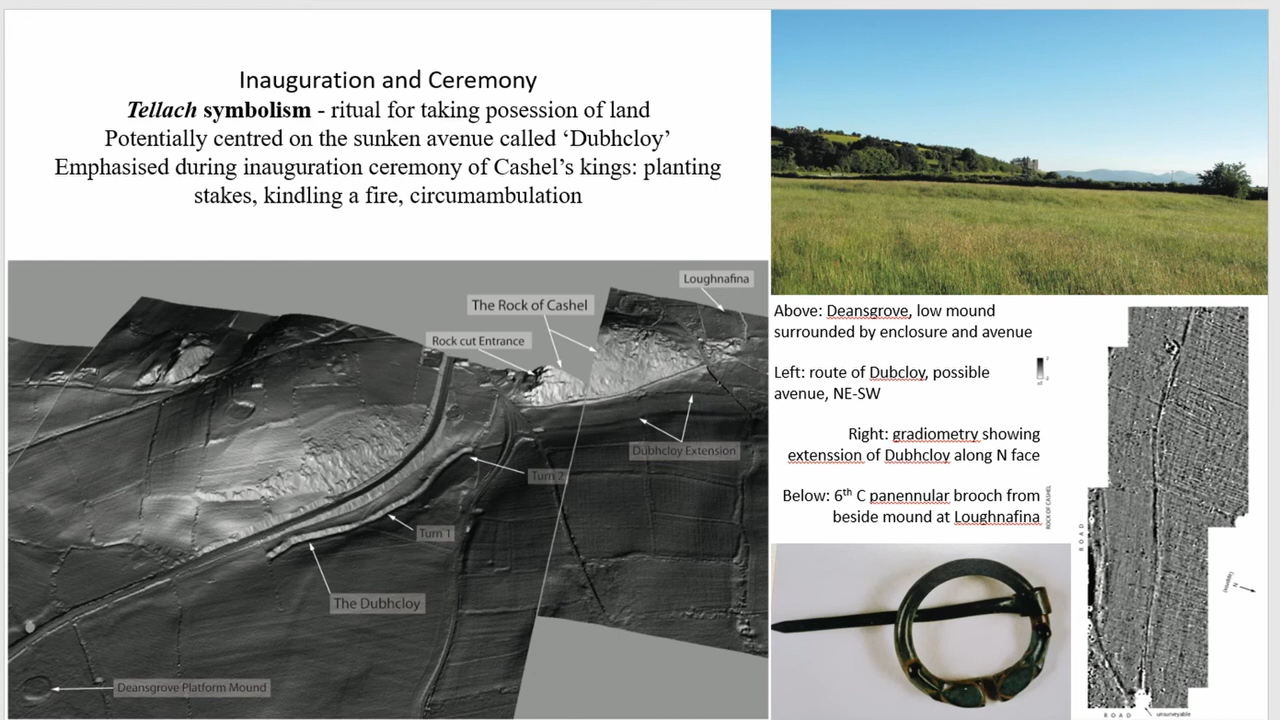 Inauguration and Ceremony
Tellach symbolism - ritual for taking posession of land
Potentially centred on the sunken avenue called ‘Dubhcloy’
Emphasised during inauguration ceremony of Cashel’s kings: planting
stakes, kindling a fire, circumambulation
Loughnafina
The Rock of Cashel
Rock cut Entrance
Dubhcloy Extension
Turn 2
Turn 1
The Dubhcloy
Deansgrove Platform Mound
Above: Deansgrove, low mound
surrounded by enclosure and avenue
Left: route of Dubcloy, possible
avenue, NE-SW
Right: gradiometry showing
extenssion of Dubhcloy along N face
Below: 6th C panennular brooch from
beside mound at Loughnafina
ROCK OF CASHEL
ROAD
N
ROAD
unsurveyable